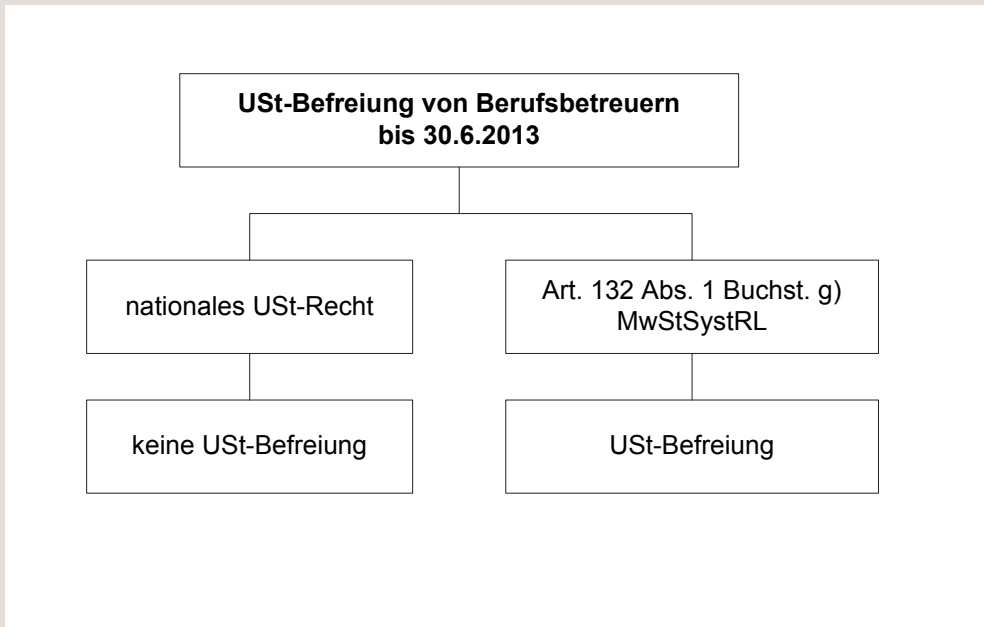 USt-Befreiung von Berufsbetreuern
bis 30.6.2013
nationales USt-Recht
Art. 132 Abs. 1 Buchst. g)
MwStSystRL
keine USt-Befreiung
USt-Befreiung